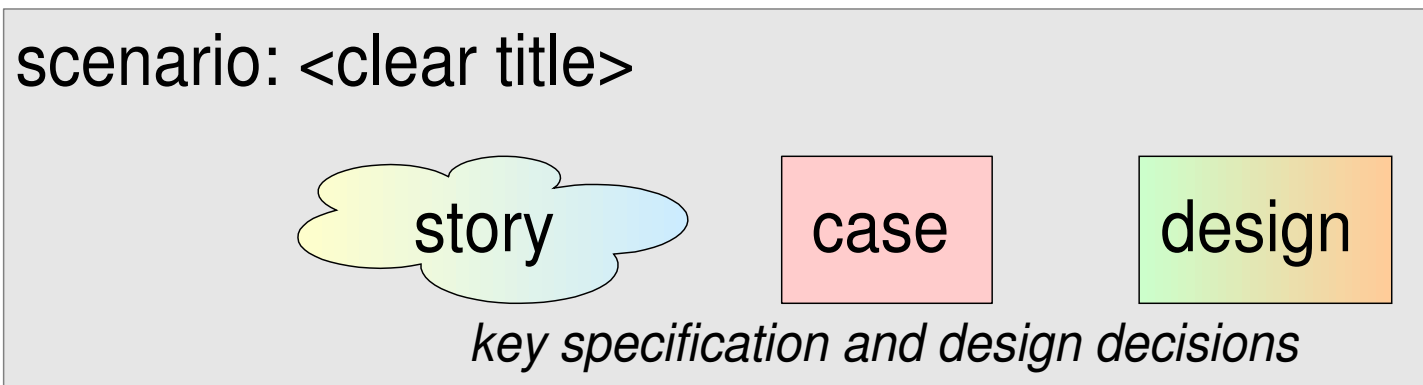 scenario: <clear title>
story case design
key specification and design decisions